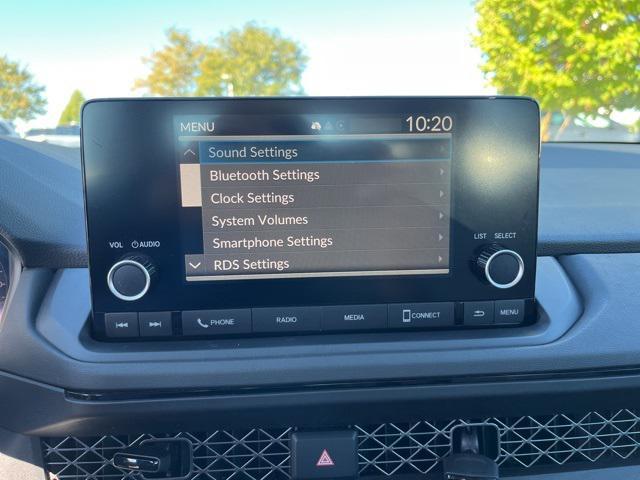 MENU 10:20
Sound Settings
Bluetooth Settings
Clock Settings
System Volumes
Smartphone Settings
RDS Settings
VOL AUDIO
LIST SELECT
PHONE RADIO MEDIA CONNECT MENU